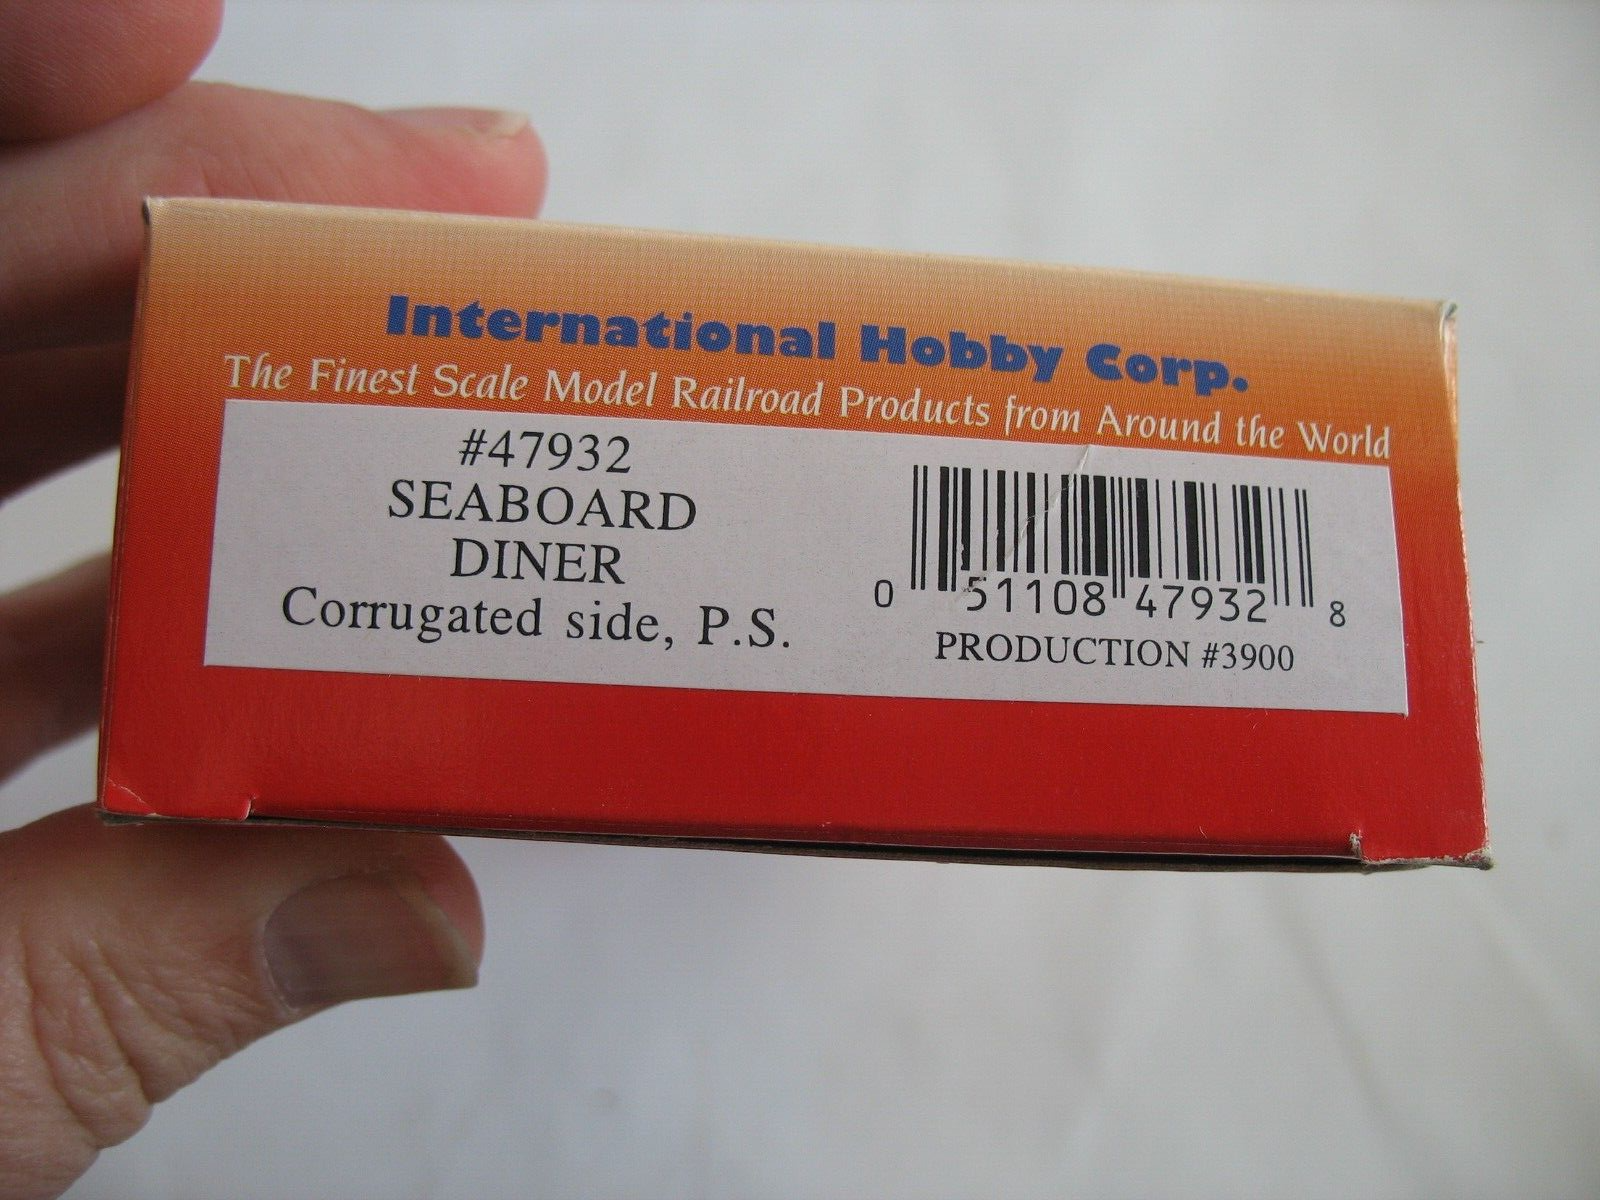 International Hobby Corp.
The Finest Scale Model Railroad Products from Around the World
#47932
SEABOARD
DINER
Corrugated side, P.S.
0 51108 47932 8
PRODUCTION #3900